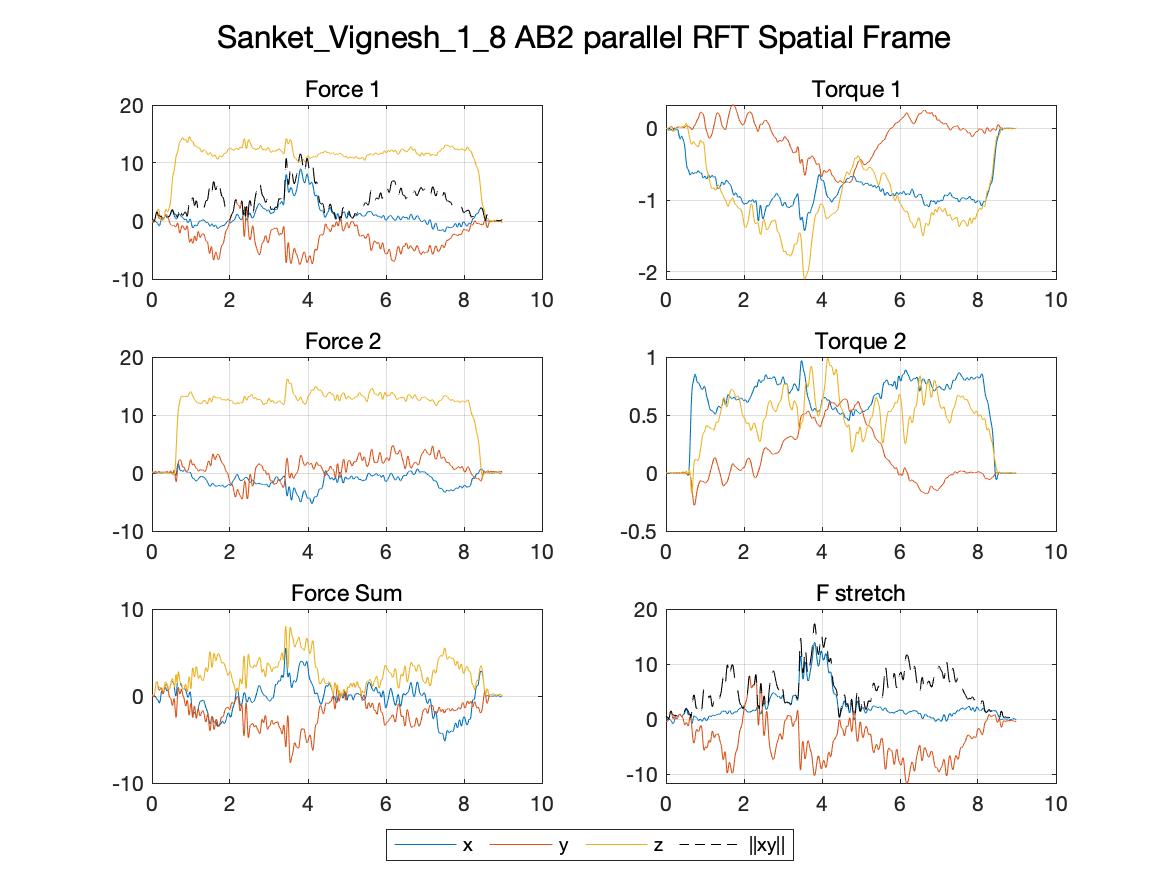 Sanket_Vignesh_1_8 AB2 parallel RFT Spatial Frame
Force 1
20
10
0
-10
0 2 4 6 8 10
Torque 1
0
-1
-2
0 2 4 6 8 10
Force 2
20
10
0
-10
0 2 4 6 8 10
Torque 2
1
0.5
0
-0.5
0 2 4 6 8 10
Force Sum
10
0
-10
0 2 4 6 8 10
F stretch
20
10
0
-10
0 2 4 6 8 10
x y z ||xy||